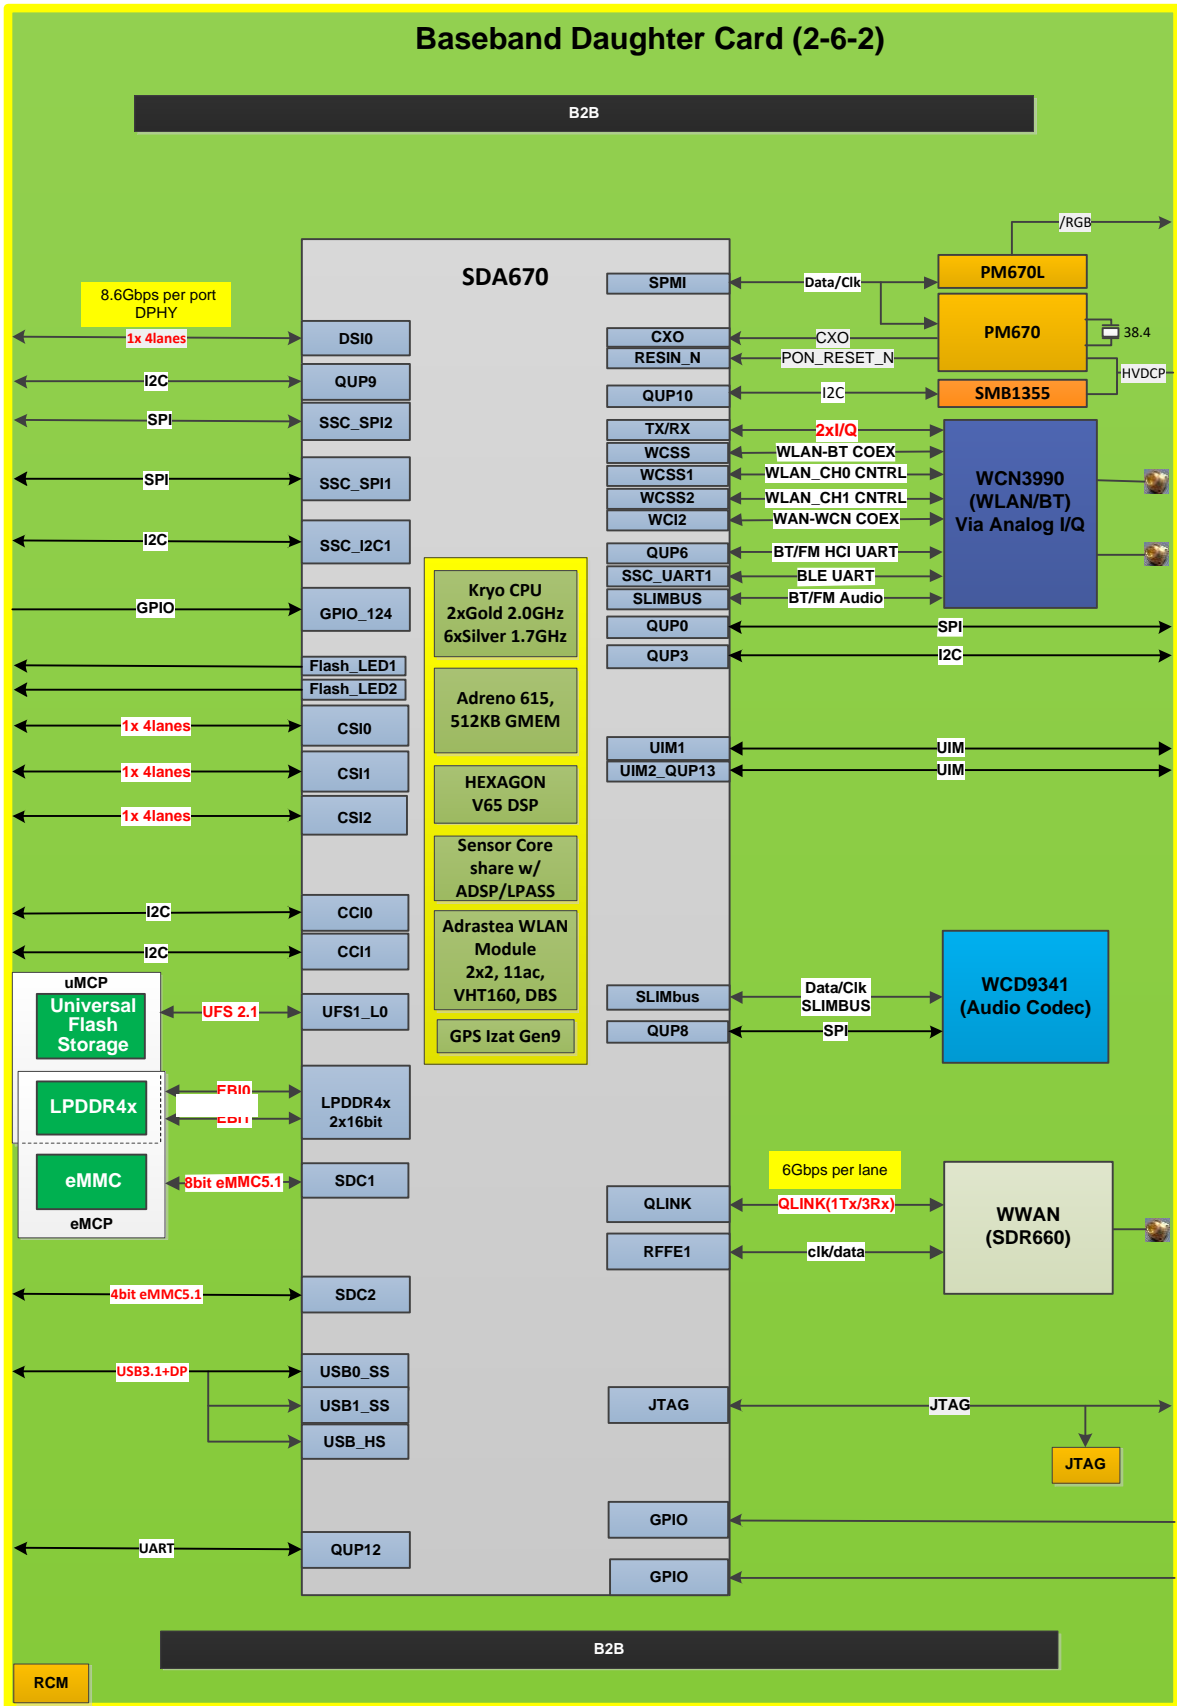 Baseband Daughter Card (2-6-2)
B2B
/RGB
SDA670
8.6Gbps per port
DPHY
1x 4lanes
DSI0
I2C
QUP9
SPI
SSC_SPI2
SPI
SSC_SPI1
I2C
SSC_I2C1
GPIO
GPIO_124
Flash_LED1
Flash_LED2
1x 4lanes
CSI0
1x 4lanes
CSI1
1x 4lanes
CSI2
I2C
CCI0
I2C
CCI1
uMCP
Universal
Flash
Storage
UFS 2.1
UFS1_L0
LPDDR4x
EBI0
EBI1
LPDDR4x
2x16bit
eMMC
8bit eMMC5.1
SDC1
eMCP
4bit eMMC5.1
SDC2
USB3.1+DP
USB0_SS
USB1_SS
USB_HS
UART
QUP12
Kryo CPU
2xGold 2.0GHz
6xSilver 1.7GHz
Adreno 615,
512KB GMEM
HEXAGON
V65 DSP
Sensor Core
share w/
ADSP/LPASS
Adrastea WLAN
Module
2x2, 11ac,
VHT160, DBS
GPS Izat Gen9
SPMI
Data/Clk
PM670L
PM670
38.4
CXO
CXO
RESIN_N
PON_RESET_N
HVDCP
QUP10
I2C
SMB1355
TX/RX
2xI/Q
WCSS
WLAN-BT COEX
WCSS1
WLAN_CH0 CNTRL
WCSS2
WLAN_CH1 CNTRL
WCI2
WAN-WCN COEX
QUP6
BT/FM HCI UART
SSC_UART1
BLE UART
SLIMBUS
BT/FM Audio
WCN3990
(WLAN/BT)
Via Analog I/Q
QUP0
SPI
QUP3
I2C
UIM1
UIM
UIM2_QUP13
UIM
SLIMbus
Data/Clk
SLIMBUS
QUP8
SPI
WCD9341
(Audio Codec)
6Gbps per lane
QLINK
QLINK(1Tx/3Rx)
RFFE1
clk/data
WWAN
(SDR660)
JTAG
JTAG
JTAG
GPIO
GPIO
B2B
RCM